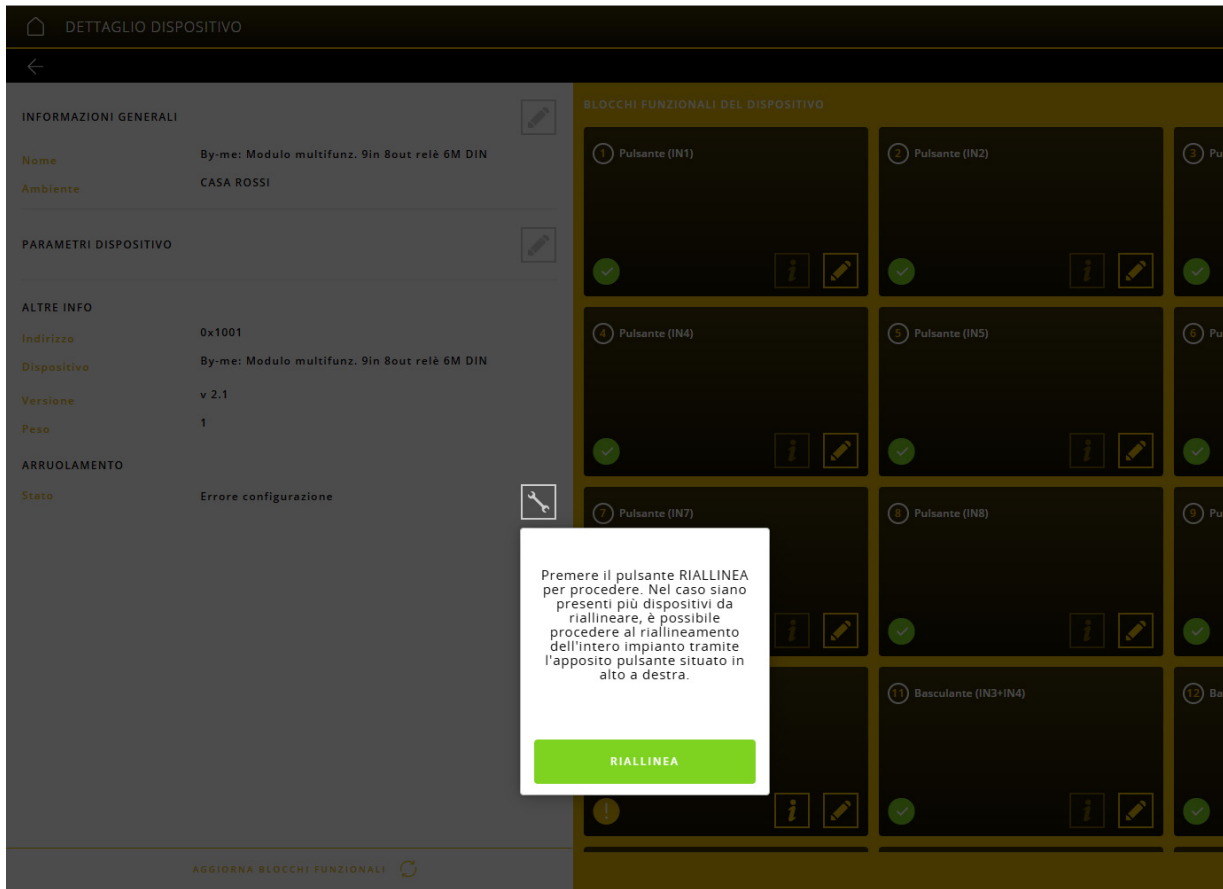 DETTAGLIO DISPOSITIVO
INFORMAZIONI GENERALI
Nome
By-me: Modulo multifunz. 9in 8out relè 6M DIN
Ambiente
CASA ROSSI
PARAMETRI DISPOSITIVO
ALTRE INFO
Indirizzo
0x1001
Dispositivo
By-me: Modulo multifunz. 9in 8out relè 6M DIN
Versione
v 2.1
Peso
1
ARRUOLAMENTO
Stato
Errore configurazione
AGGIORNA BLOCCHI FUNZIONALI
BLOCCHI FUNZIONALI DEL DISPOSITIVO
1 Pulsante (IN1)
2 Pulsante (IN2)
3 Pu
4 Pulsante (IN4)
5 Pulsante (IN5)
6 Pu
7 Pulsante (IN7)
8 Pulsante (IN8)
9 Pu
11 Basculante (IN3+IN4)
12 Ba
Premere il pulsante RIALLINEA
per procedere. Nel caso siano
presenti più dispositivi da
riallineare, è possibile
procedere al riallineamento
dell'intero impianto tramite
l'apposito pulsante situato in
alto a destra.
RIALLINEA